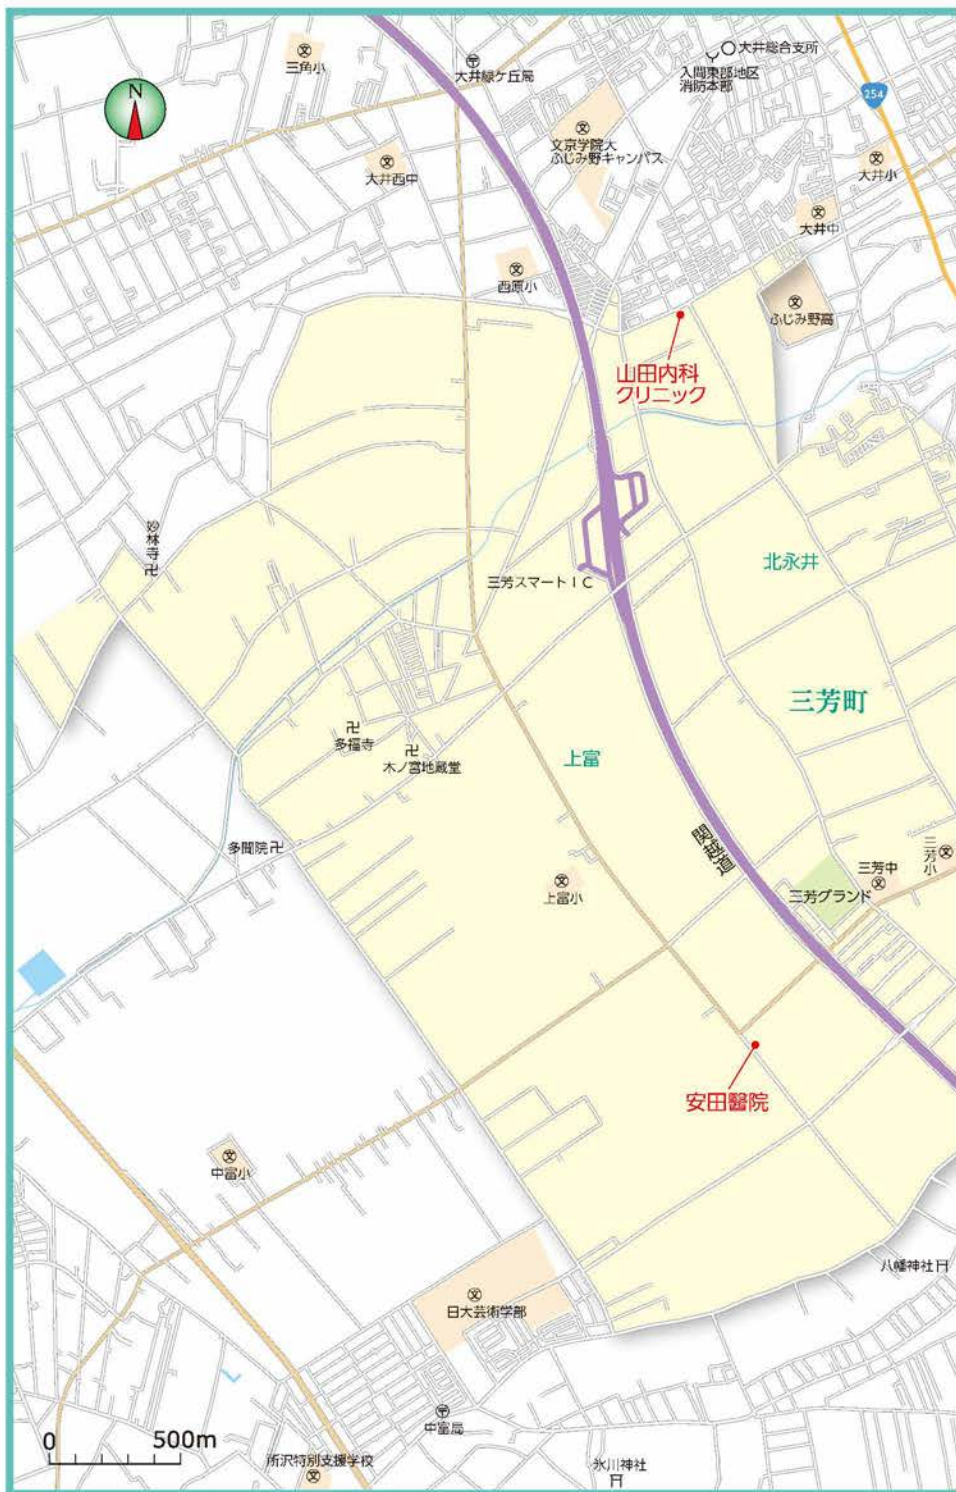 大井総合支所
三角小
大井緑ケ丘局
入間東部地区
消防本部
N
254
文京学院大
ふじみ野キャンパス
大井西中
大井小
大井中
西原小
ふじみ野高
山田内科
クリニック
妙林寺
北永井
三芳スマートIC
三芳町
多福寺
木ノ宮地蔵堂
上富
関越道
多聞院
三芳小
三芳中
上富小
三芳グランド
安田醫院
中富小
八幡神社
日大芸術学部
中富局
0 500m
所沢特別支援学校
氷川神社